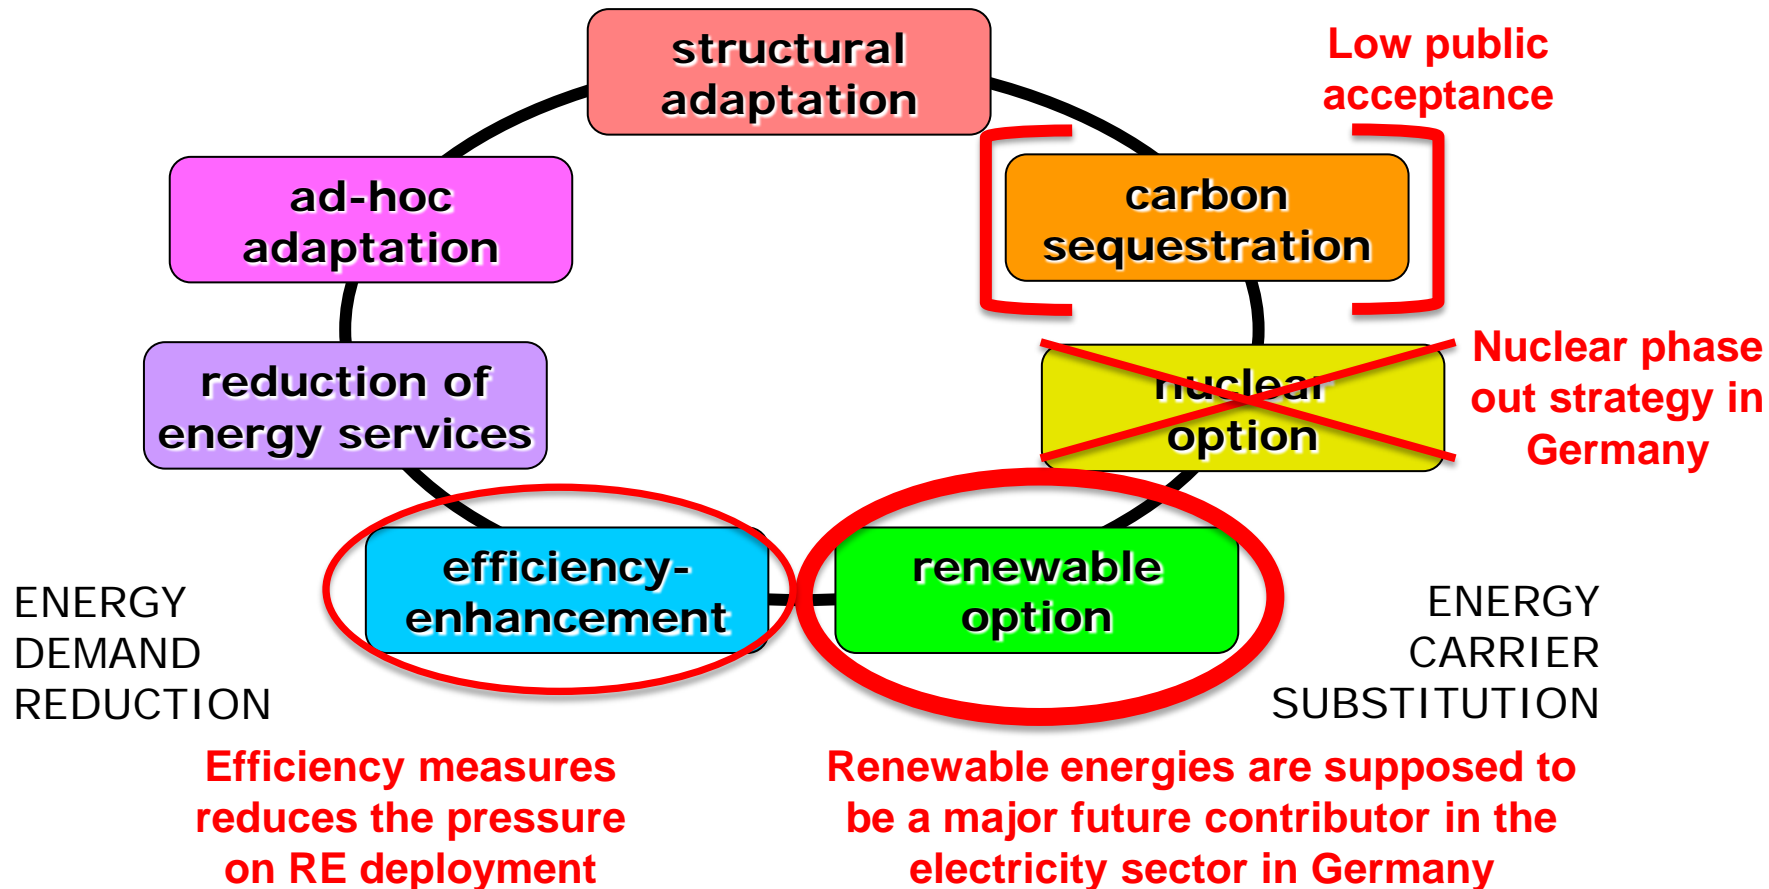 structural
adaptation
Low public
acceptance
ad-hoc
adaptation
carbon
sequestration
reduction of
energy services
nuclear
option
Nuclear phase
out strategy in
Germany
efficiency-
enhancement
renewable
option
ENERGY
DEMAND
REDUCTION
ENERGY
CARRIER
SUBSTITUTION
Efficiency measures
reduces the pressure
on RE deployment
Renewable energies are supposed to
be a major future contributor in the
electricity sector in Germany